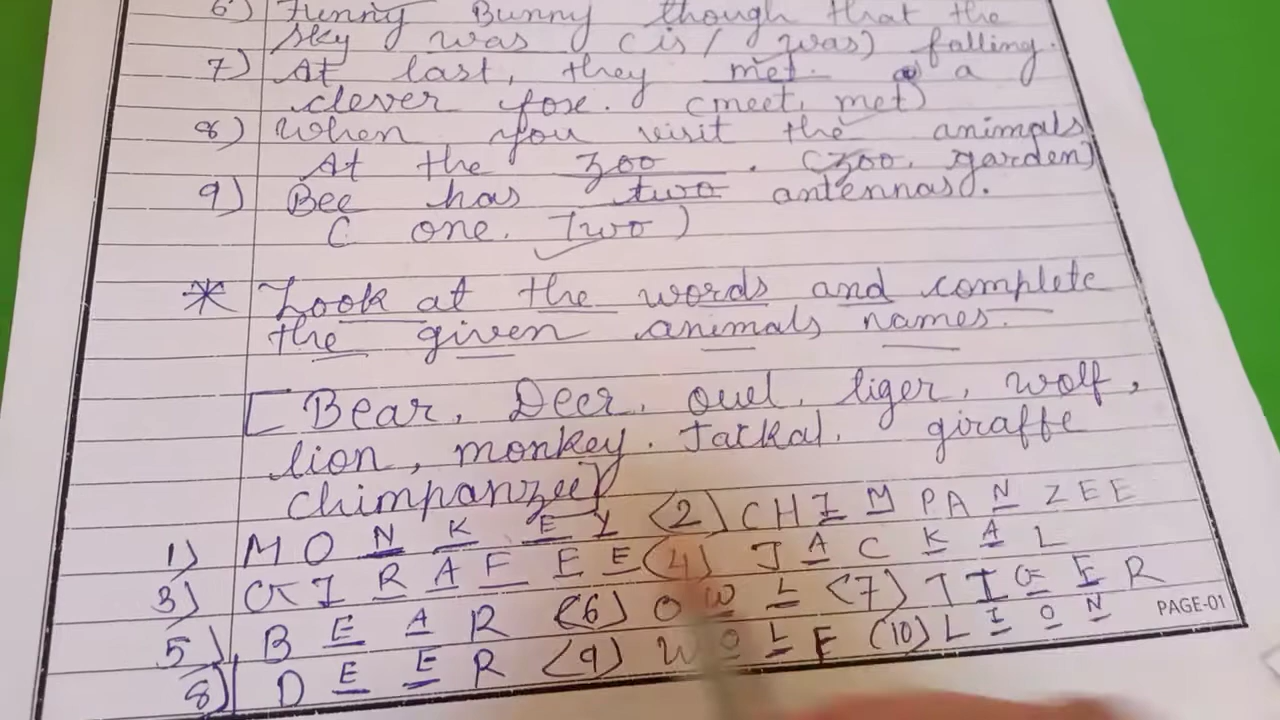 6) Funny Bunny though that the
sky was (is/ was) falling.
7) At last, they met. a
clever fox. (meet, met)
8) When you visit the animals
At the zoo. (zoo, garden)
9) Bee has two antennas.
( one, Two )
* Look at the words and complete
the given animals names.
[ Bear, Deer, owel, tiger, wolf,
lion, monkey. Jackal, giraffe
Chimpanzee]
1) M O N K E Y (2) C H I M P A N Z E E
3) G I R A F F E (4) J A C K A L
5) B E A R (6) O W L (7) T I G E R
8) D E E R (9) W O L F (10) L I O N
PAGE-01